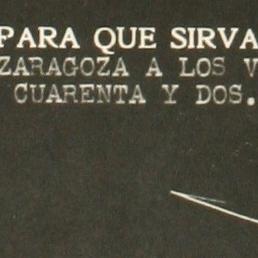 PARA QUE SIRVA
ZARAGOZA A LOS V
CUARENTA Y DOS.